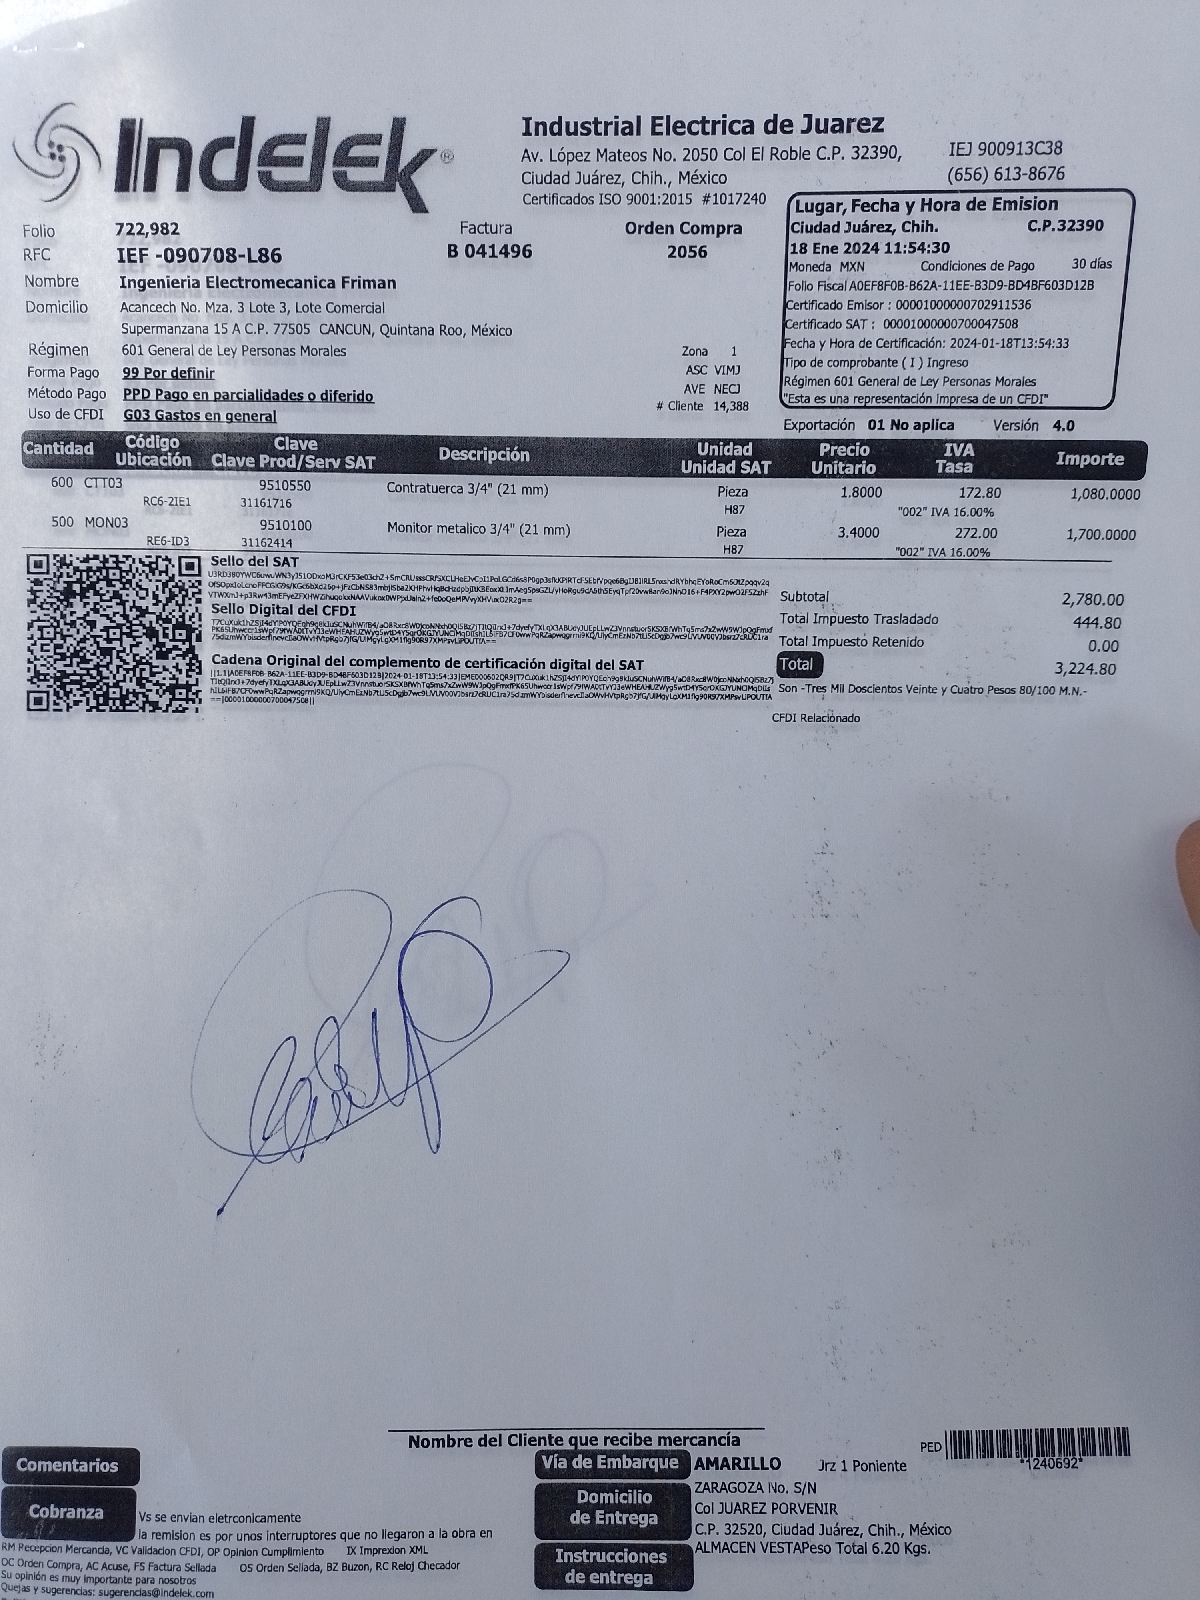 Indelek®
Industrial Electrica de Juarez
Av. López Mateos No. 2050 Col El Roble C.P. 32390,
Ciudad Juárez, Chih., México
Certificados ISO 9001:2015 #1017240
IEJ 900913C38
(656) 613-8676
Folio 722,982
RFC IEF -090708-L86
Factura
B 041496
Orden Compra
2056
Nombre Ingenieria Electromecanica Friman
Domicilio Acancech No. Mza. 3 Lote 3, Lote Comercial
Supermanzana 15 A C.P. 77505 CANCUN, Quintana Roo, México
Régimen 601 General de Ley Personas Morales
Forma Pago 99 Por definir
Método Pago PPD Pago en parcialidades o diferido
Uso de CFDI G03 Gastos en general
Zona 1
ASC VIMJ
AVE NECJ
# Cliente 14,388
Lugar, Fecha y Hora de Emision
Ciudad Juárez, Chih. C.P.32390
18 Ene 2024 11:54:30
Moneda MXN Condiciones de Pago 30 días
Folio Fiscal A0EF8F0B-B62A-11EE-B3D9-BD4BF603D12B
Certificado Emisor : 00001000000702911536
Certificado SAT : 00001000000700047508
Fecha y Hora de Certificación: 2024-01-18T13:54:33
Tipo de comprobante ( I ) Ingreso
Régimen 601 General de Ley Personas Morales
"Esta es una representación impresa de un CFDI"
Exportación 01 No aplica Versión 4.0
Cantidad Código Ubicación Clave Clave Prod/Serv SAT Descripción Unidad Unidad SAT Precio Unitario IVA Tasa Importe
600 CTT03 9510550 Contratuerca 3/4" (21 mm) Pieza 1.8000 172.80 1,080.0000
RC6-2IE1 31161716 H87 "002" IVA 16.00%
500 MON03 9510100 Monitor metalico 3/4" (21 mm) Pieza 3.4000 272.00 1,700.0000
RE6-ID3 31162414 H87 "002" IVA 16.00%
Sello del SAT
Sello Digital del CFDI
Cadena Original del complemento de certificación digital del SAT
Subtotal 2,780.00
Total Impuesto Trasladado 444.80
Total Impuesto Retenido 0.00
Total 3,224.80
Son -Tres Mil Doscientos Veinte y Cuatro Pesos 80/100 M.N.-
CFDI Relacionado
Nombre del Cliente que recibe mercancía
Comentarios
Cobranza
Vs se envian eletrconicamente
la remision es por unos interruptores que no llegaron a la obra en
RM Recepcion Mercancia, VC Validacion CFDI, OP Opinion Cumplimiento IX Impresion XML
OC Orden Compra, AC Acuse, FS Factura Sellada OS Orden Sellada, BZ Buzon, RC Reloj Checador
Su opinión es muy importante para nosotros
Quejas y sugerencias: sugerencias@indelek.com
Vía de Embarque AMARILLO Jrz 1 Poniente
Domicilio de Entrega
ZARAGOZA No. S/N
Col JUAREZ PORVENIR
C.P. 32520, Ciudad Juárez, Chih., México
Instrucciones de entrega
ALMACEN VESTAPeso Total 6.20 Kgs.
PED
*1240692*